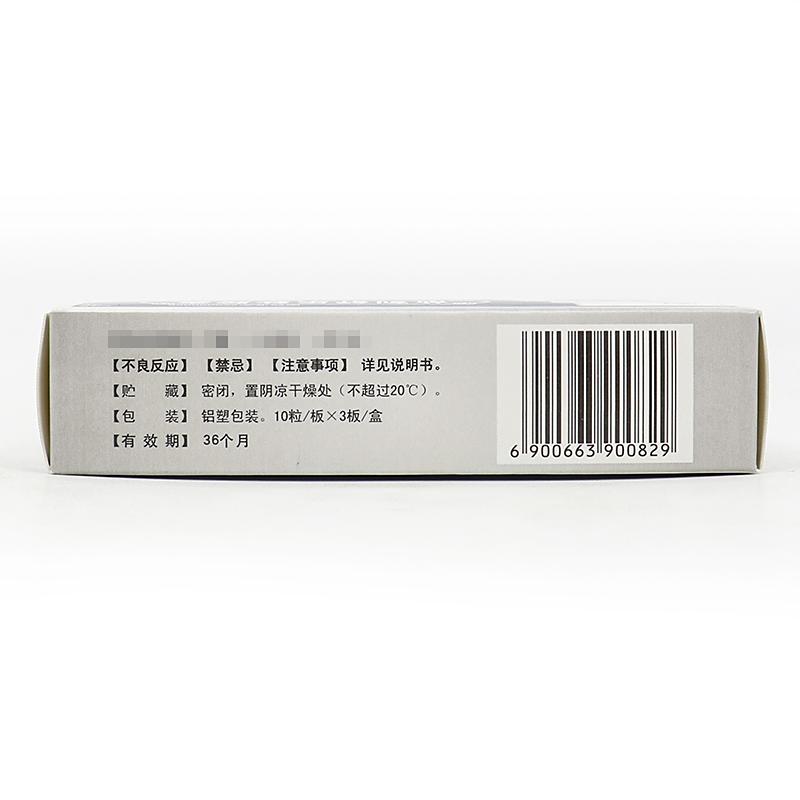 【不良反应】【禁忌】【注意事项】详见说明书。
【贮 藏】密闭，置阴凉干燥处（不超过20℃）。
【包 装】铝塑包装。10粒/板×3板/盒
【有 效 期】36个月
6 900663 900829